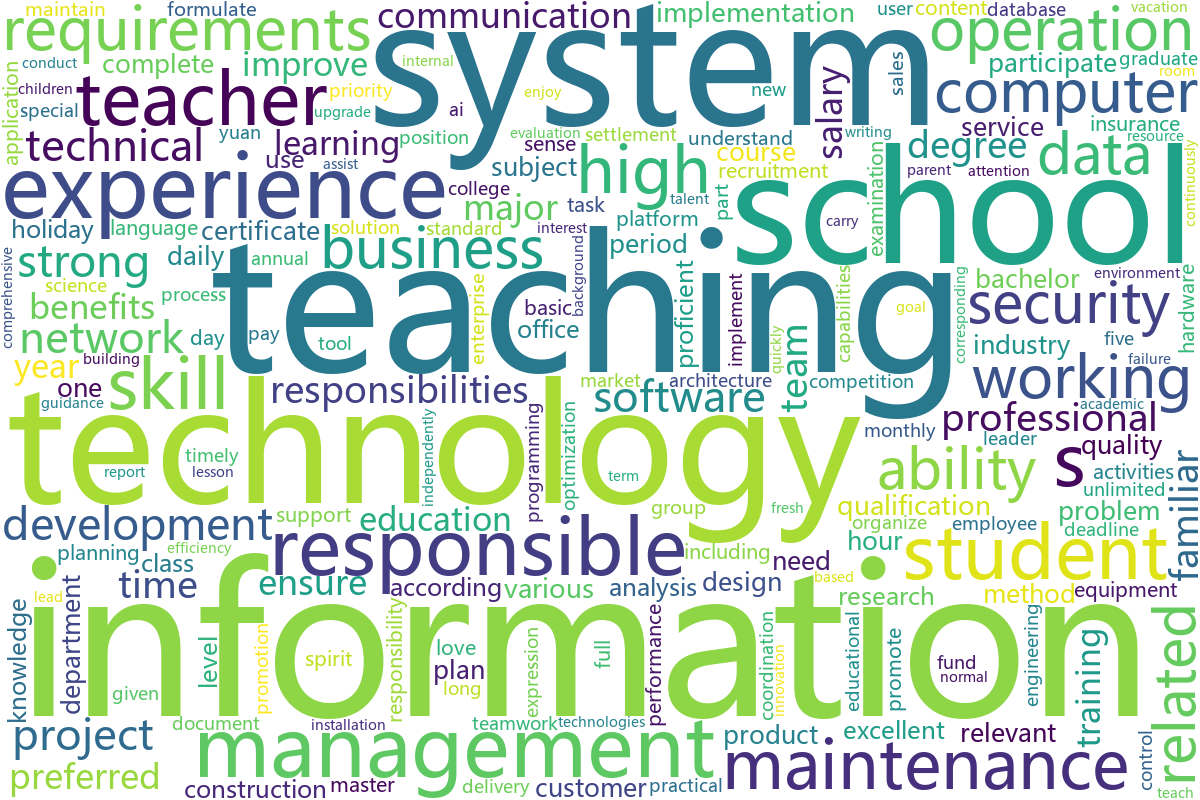 maintain
formulate
communication
implementation
user
content
database
vacation
requirements
system
operation
conduct
complete
improve
internal
participate
graduate
room
application
children
special
teacher
priority
upgrade
enjoy
ai
new
sales
computer
yuan
position
evaluation
settlement
understand
salary
writing
service
insurance
resource
technical
learning
use
assist
sense
subject
high
course
recruitment
examination
degree
parent
attention
data
continuously
experience
college
major
task
talent
part
school
carry
holiday
language
certificate
solution
standard
interest
platform
period
comprehensive
strong
daily
annual
business
background
teaching
proficient
implement
capabilities
corresponding
bachelor
environment
science
benefits
process
enterprise
basic
office
goal
security
hardware
network
day
pay
tool
team
quickly
industry
five
failure
year
building
one
guidance
skill
responsibilities
market
architecture
competition
software
working
academic
technology
monthly
professional
leader
s
quality
timely
report
lesson
independently
programming
optimization
term
ability
activities
unlimited
familiar
development
support
education
group
fresh
qualification
organize
employee
problem
deadline
planning
efficiency
class
responsible
including
need
hour
student
time
ensure
according
various
analysis
design
based
research
method
equipment
lead
information
knowledge
department
level
promotion
spirit
responsibility
love
plan
long
expression
full
performance
coordination
innovation
educational
promote
fund
normal
engineering
training
related
given
project
document
installation
teamwork
technologies
product
excellent
relevant
control
preferred
management
maintenance
construction
master
delivery
customer
practical
teach